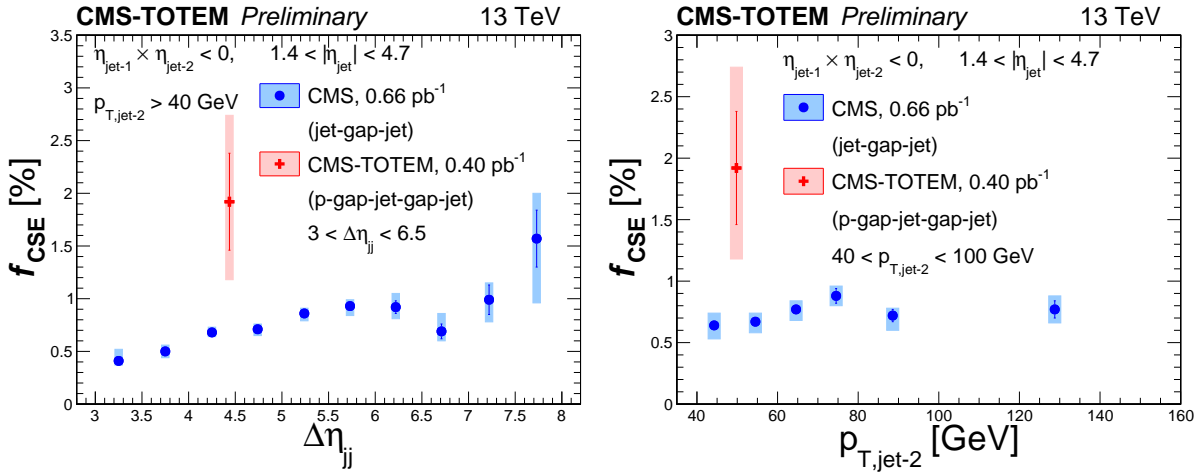 CMS-TOTEM Preliminary 13 TeV
η_jet-1 × η_jet-2 < 0, 1.4 < |η_jet| < 4.7
p_T,jet-2 > 40 GeV
CMS, 0.66 pb⁻¹
(jet-gap-jet)
CMS-TOTEM, 0.40 pb⁻¹
(p-gap-jet-gap-jet)
3 < Δη_jj < 6.5
f_CSE [%]
3.5
3
2.5
2
1.5
1
0.5
0
3 3.5 4 4.5 5 5.5 6 6.5 7 7.5 8
Δη_jj
CMS-TOTEM Preliminary 13 TeV
η_jet-1 × η_jet-2 < 0, 1.4 < |η_jet| < 4.7
CMS, 0.66 pb⁻¹
(jet-gap-jet)
CMS-TOTEM, 0.40 pb⁻¹
(p-gap-jet-gap-jet)
40 < p_T,jet-2 < 100 GeV
f_CSE [%]
3
2.5
2
1.5
1
0.5
0
40 60 80 100 120 140 160
p_T,jet-2 [GeV]